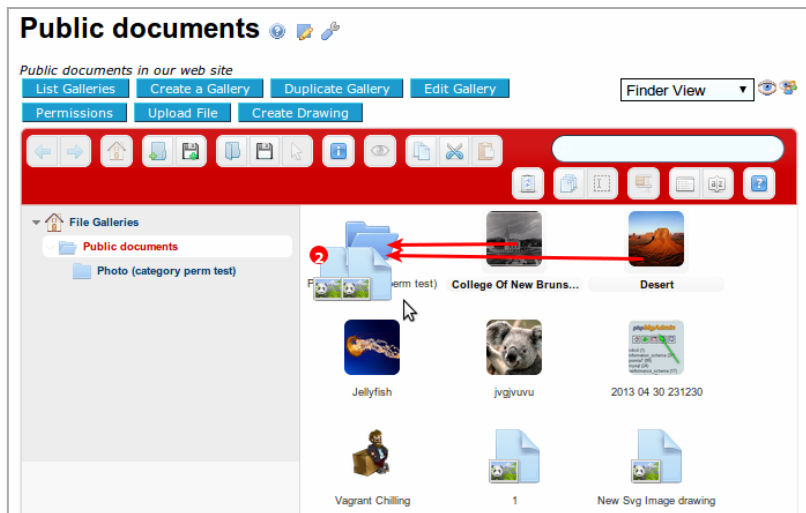 Public documents
Public documents in our web site
List Galleries Create a Gallery Duplicate Gallery Edit Gallery
Finder View
Permissions Upload File Create Drawing
File Galleries
Public documents
Photo (category perm test)
2
perm test) College Of New Bruns... Desert
phpMyAdmin
Jellyfish jvgjvuvu 2013 04 30 231230
Vagrant Chilling 1 New Svg Image drawing